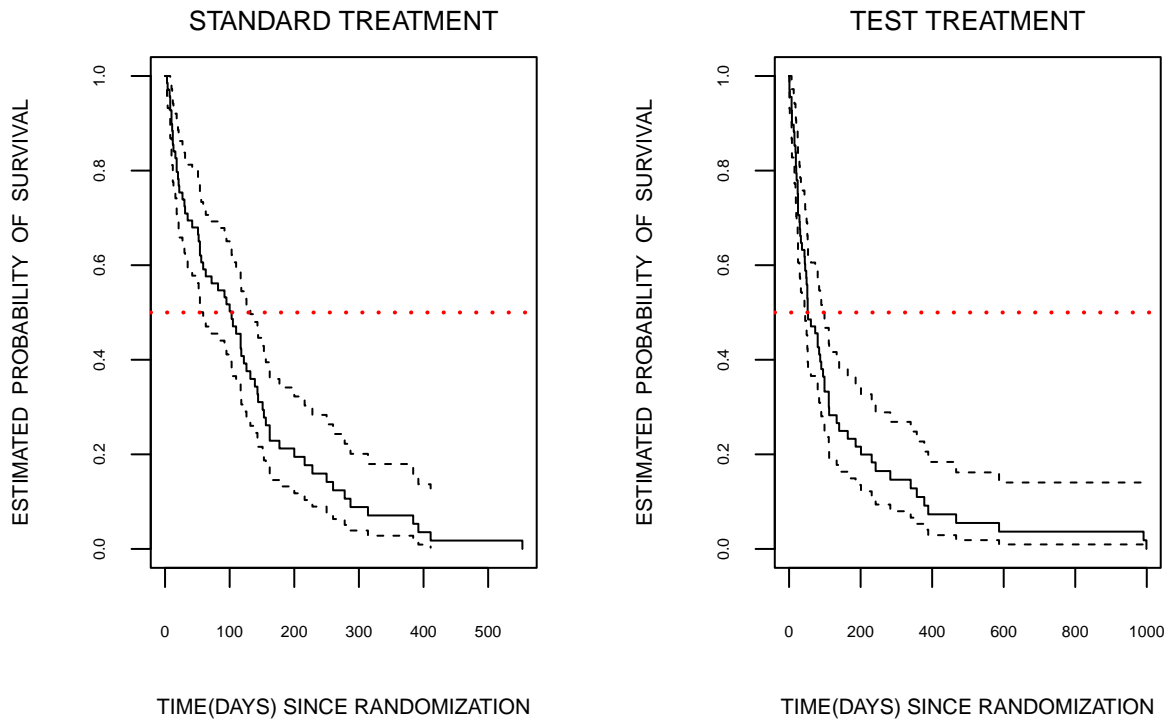 STANDARD TREATMENT
ESTIMATED PROBABILITY OF SURVIVAL
1.0
0.8
0.6
0.4
0.2
0.0
0 100 200 300 400 500
TIME(DAYS) SINCE RANDOMIZATION
TEST TREATMENT
ESTIMATED PROBABILITY OF SURVIVAL
1.0
0.8
0.6
0.4
0.2
0.0
0 200 400 600 800 1000
TIME(DAYS) SINCE RANDOMIZATION